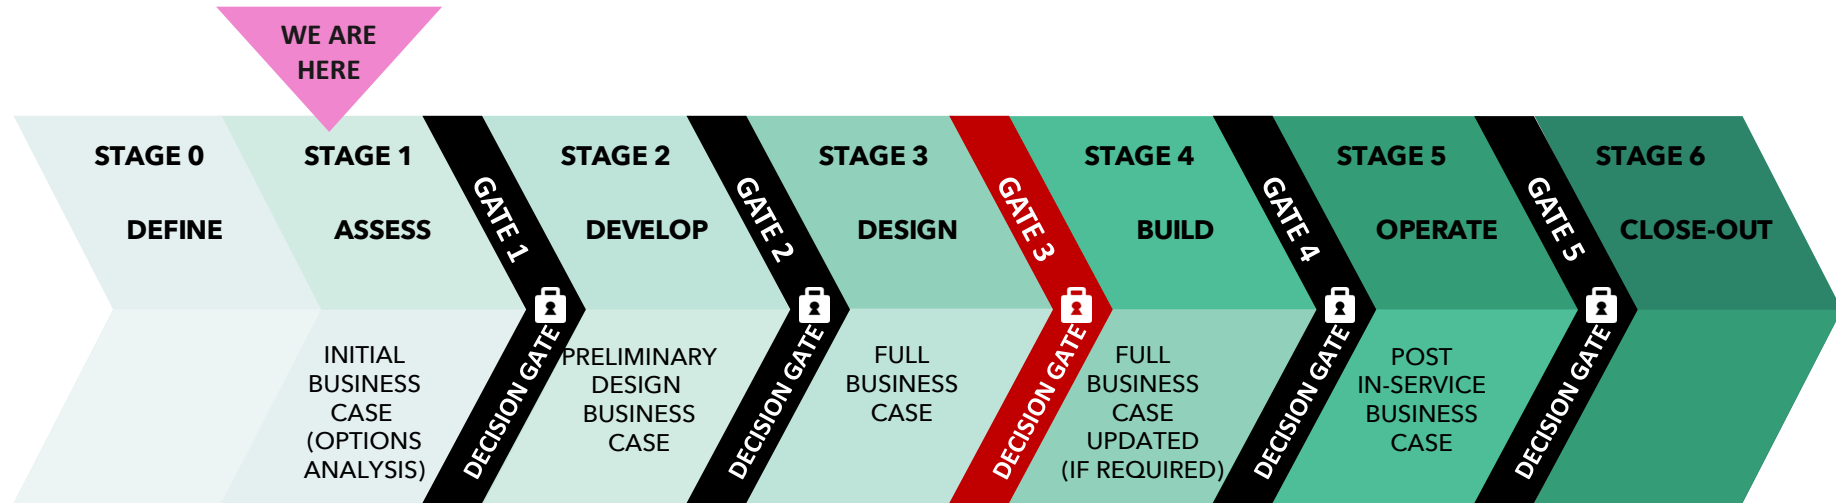 WE ARE
HERE
STAGE 0
DEFINE
STAGE 1
ASSESS
INITIAL
BUSINESS
CASE
(OPTIONS
ANALYSIS)
GATE 1
DECISION GATE
STAGE 2
DEVELOP
PRELIMINARY
DESIGN
BUSINESS
CASE
GATE 2
DECISION GATE
STAGE 3
DESIGN
FULL
BUSINESS
CASE
GATE 3
DECISION GATE
STAGE 4
BUILD
FULL
BUSINESS
CASE
UPDATED
(IF REQUIRED)
GATE 4
DECISION GATE
STAGE 5
OPERATE
POST
IN-SERVICE
BUSINESS
CASE
GATE 5
DECISION GATE
STAGE 6
CLOSE-OUT